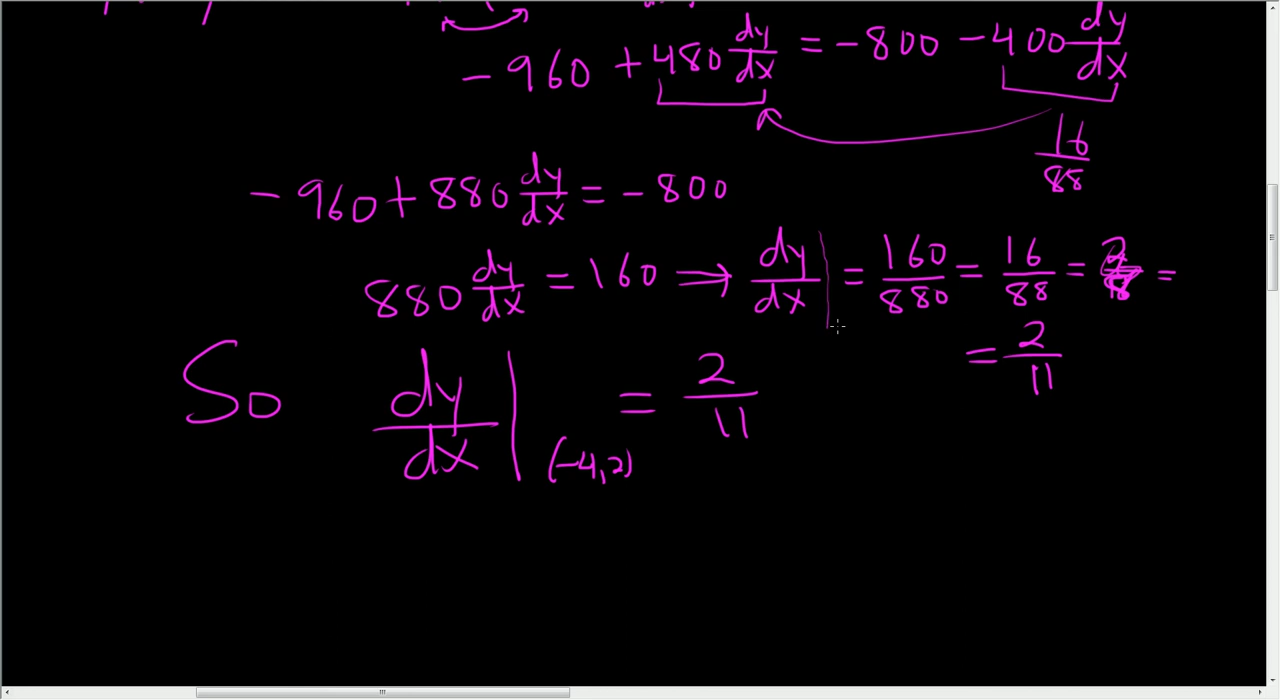 -960 + 480 dy/dx = -800 - 400 dy/dx
16/88
-960 + 880 dy/dx = -800
880 dy/dx = 160 → dy/dx | = 160/880 = 16/88 = =
= 2/11
So dy/dx |(-4,2) = 2/11